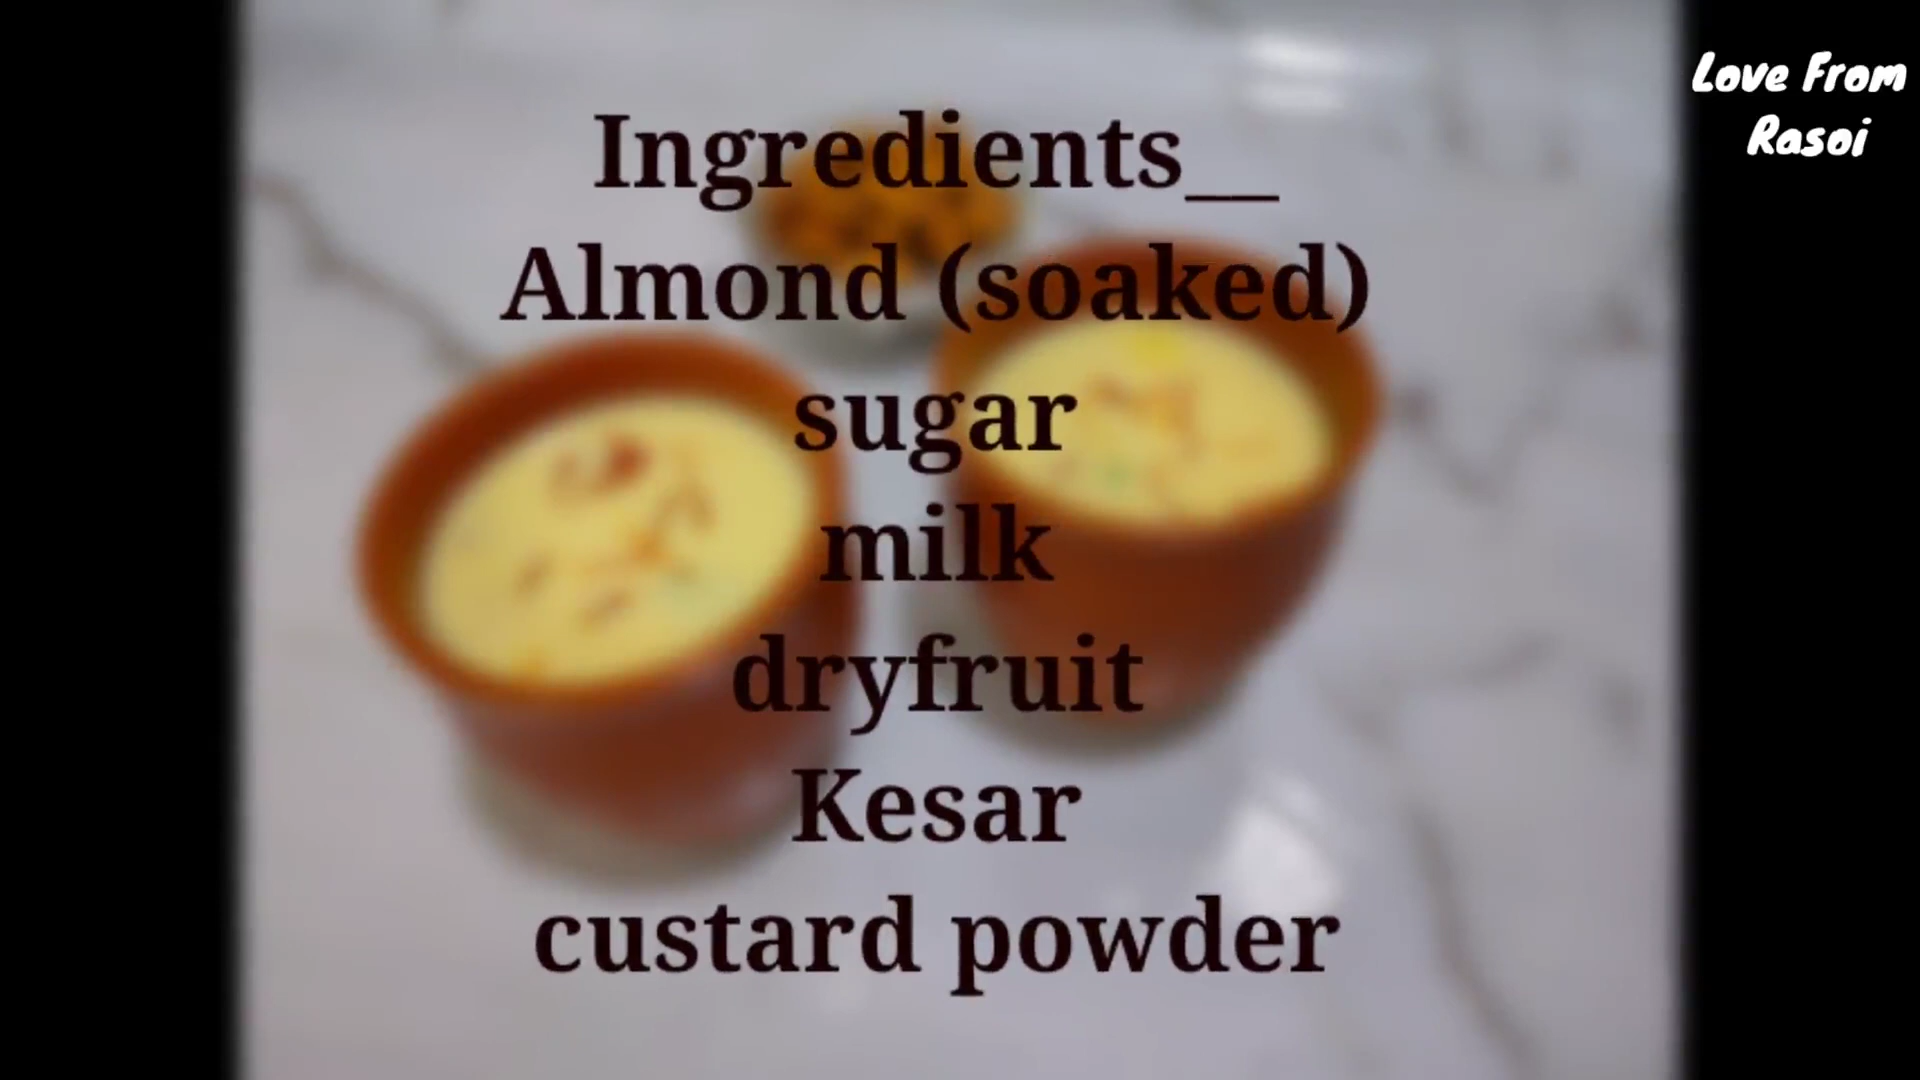 Love From
Rasoi
Ingredients__
Almond (soaked)
sugar
milk
dryfruit
Kesar
custard powder